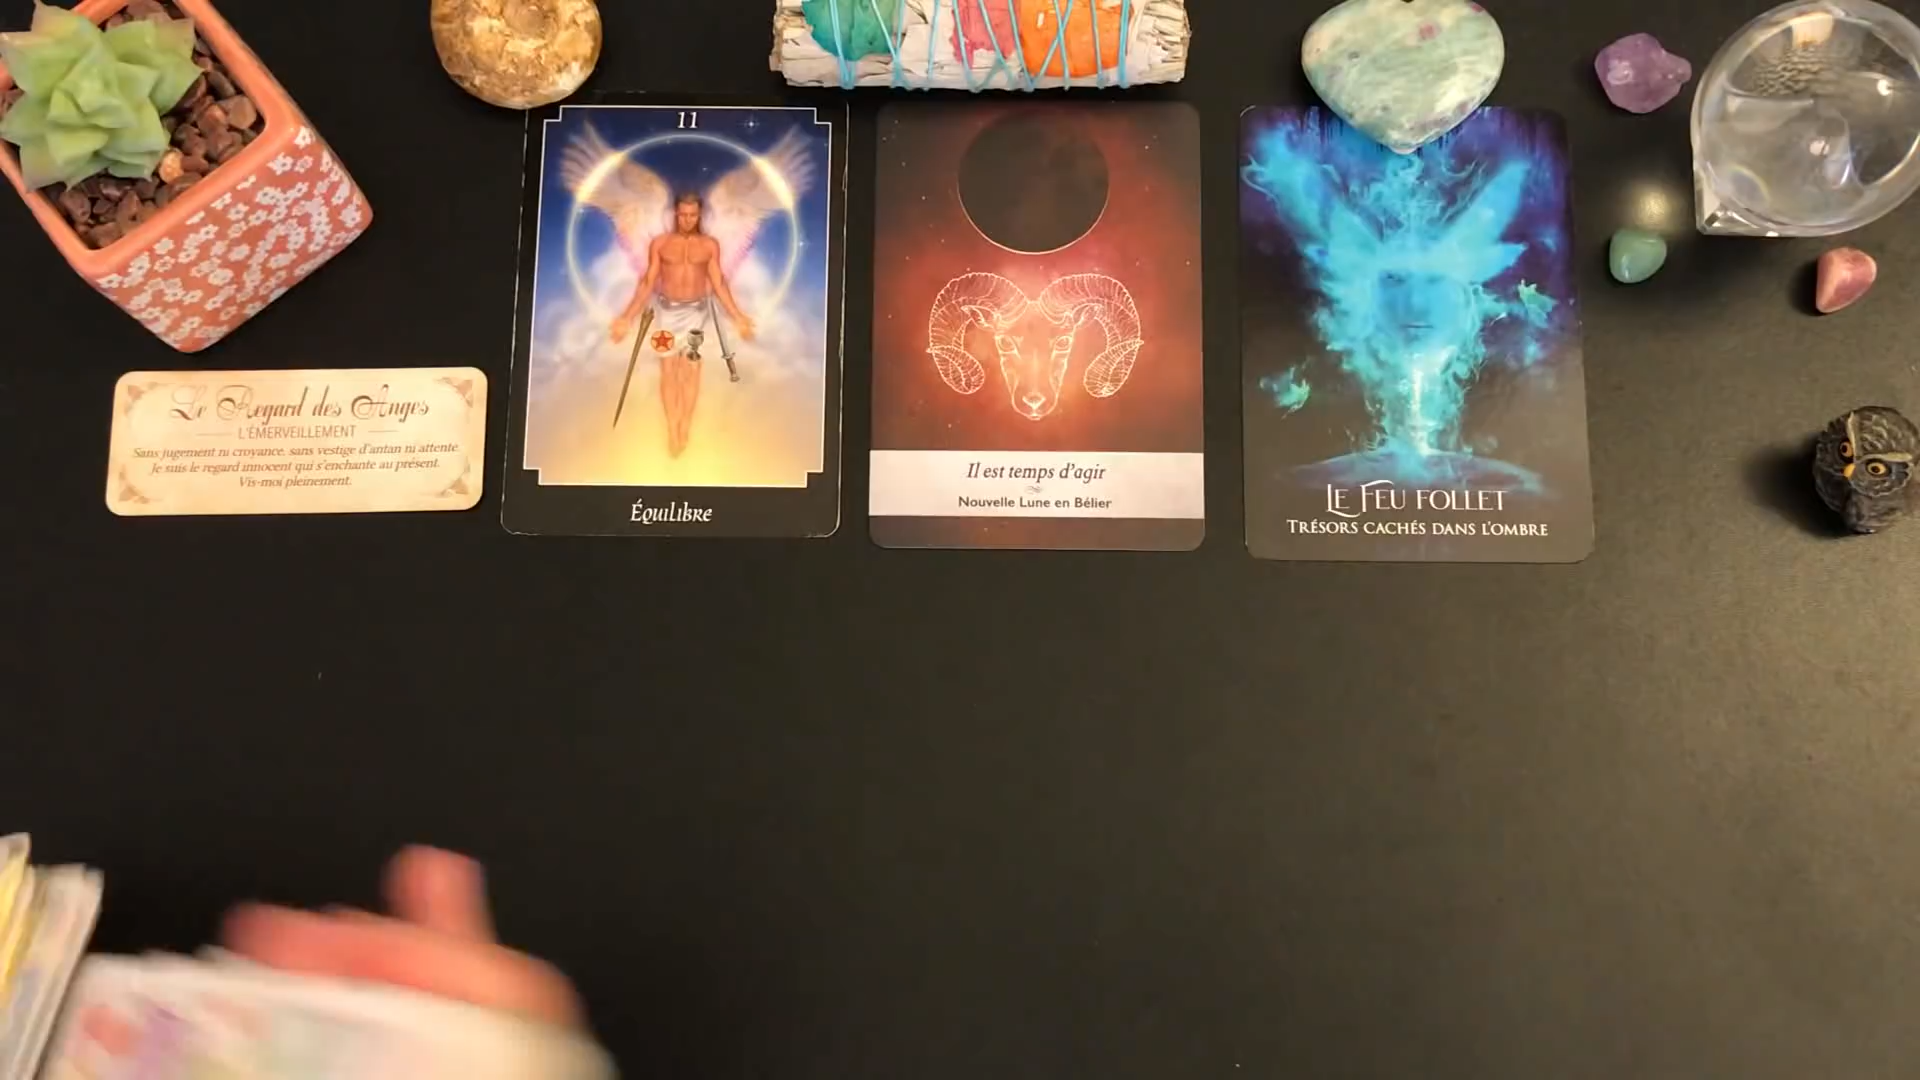 Le Regard des Anges
L'ÉMERVEILLEMENT
Sans jugement ni croyance, sans vestige d'antan ni attente
Je suis le regard innocent qui s'enchante au présent.
Vis-moi pleinement.
11
Équilibre
Il est temps d'agir
Nouvelle Lune en Bélier
Le Feu follet
Trésors cachés dans l'ombre